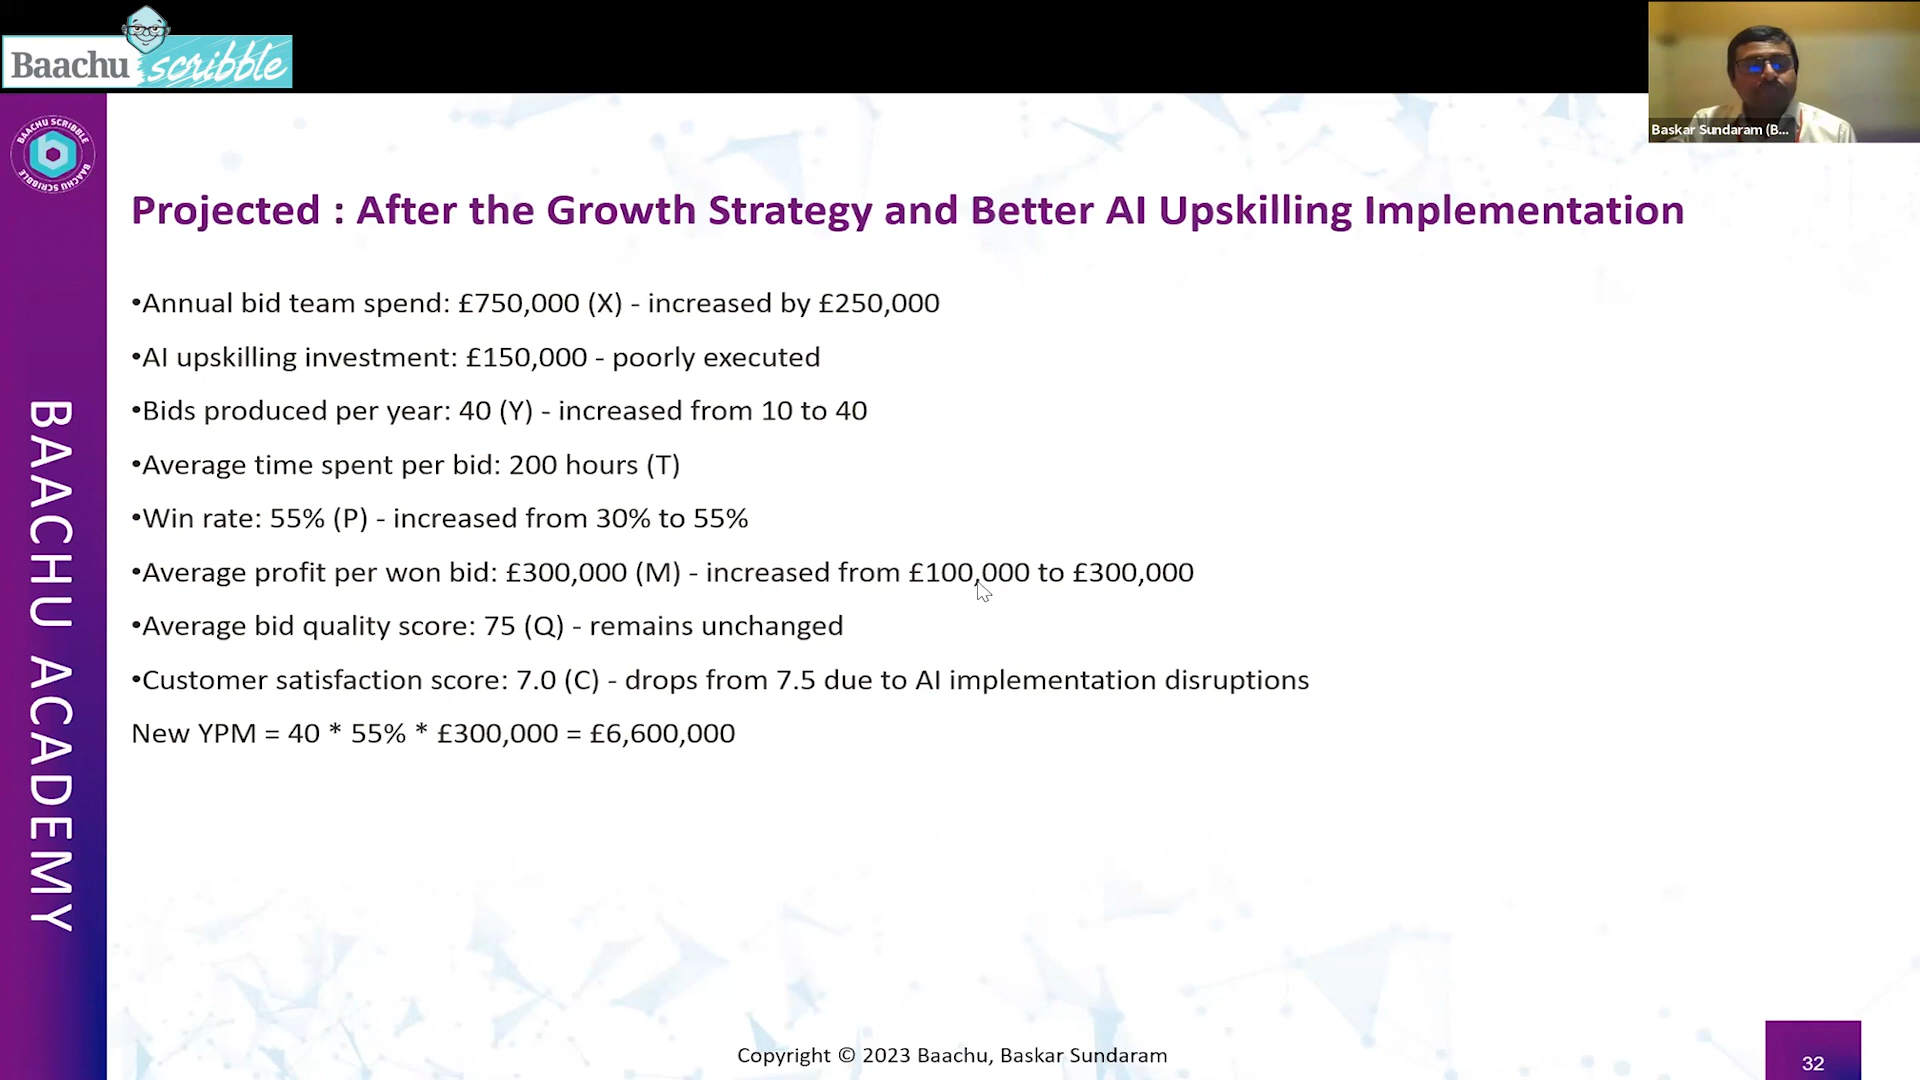 Baachu scribble
Baskar Sundaram (B...
BAACHU SCRIBBLE
BAACHU SCRIBBLE
BAACHU ACADEMY
Projected : After the Growth Strategy and Better AI Upskilling Implementation
•Annual bid team spend: £750,000 (X) - increased by £250,000
•AI upskilling investment: £150,000 - poorly executed
•Bids produced per year: 40 (Y) - increased from 10 to 40
•Average time spent per bid: 200 hours (T)
•Win rate: 55% (P) - increased from 30% to 55%
•Average profit per won bid: £300,000 (M) - increased from £100,000 to £300,000
•Average bid quality score: 75 (Q) - remains unchanged
•Customer satisfaction score: 7.0 (C) - drops from 7.5 due to AI implementation disruptions
New YPM = 40 * 55% * £300,000 = £6,600,000
Copyright © 2023 Baachu, Baskar Sundaram
32